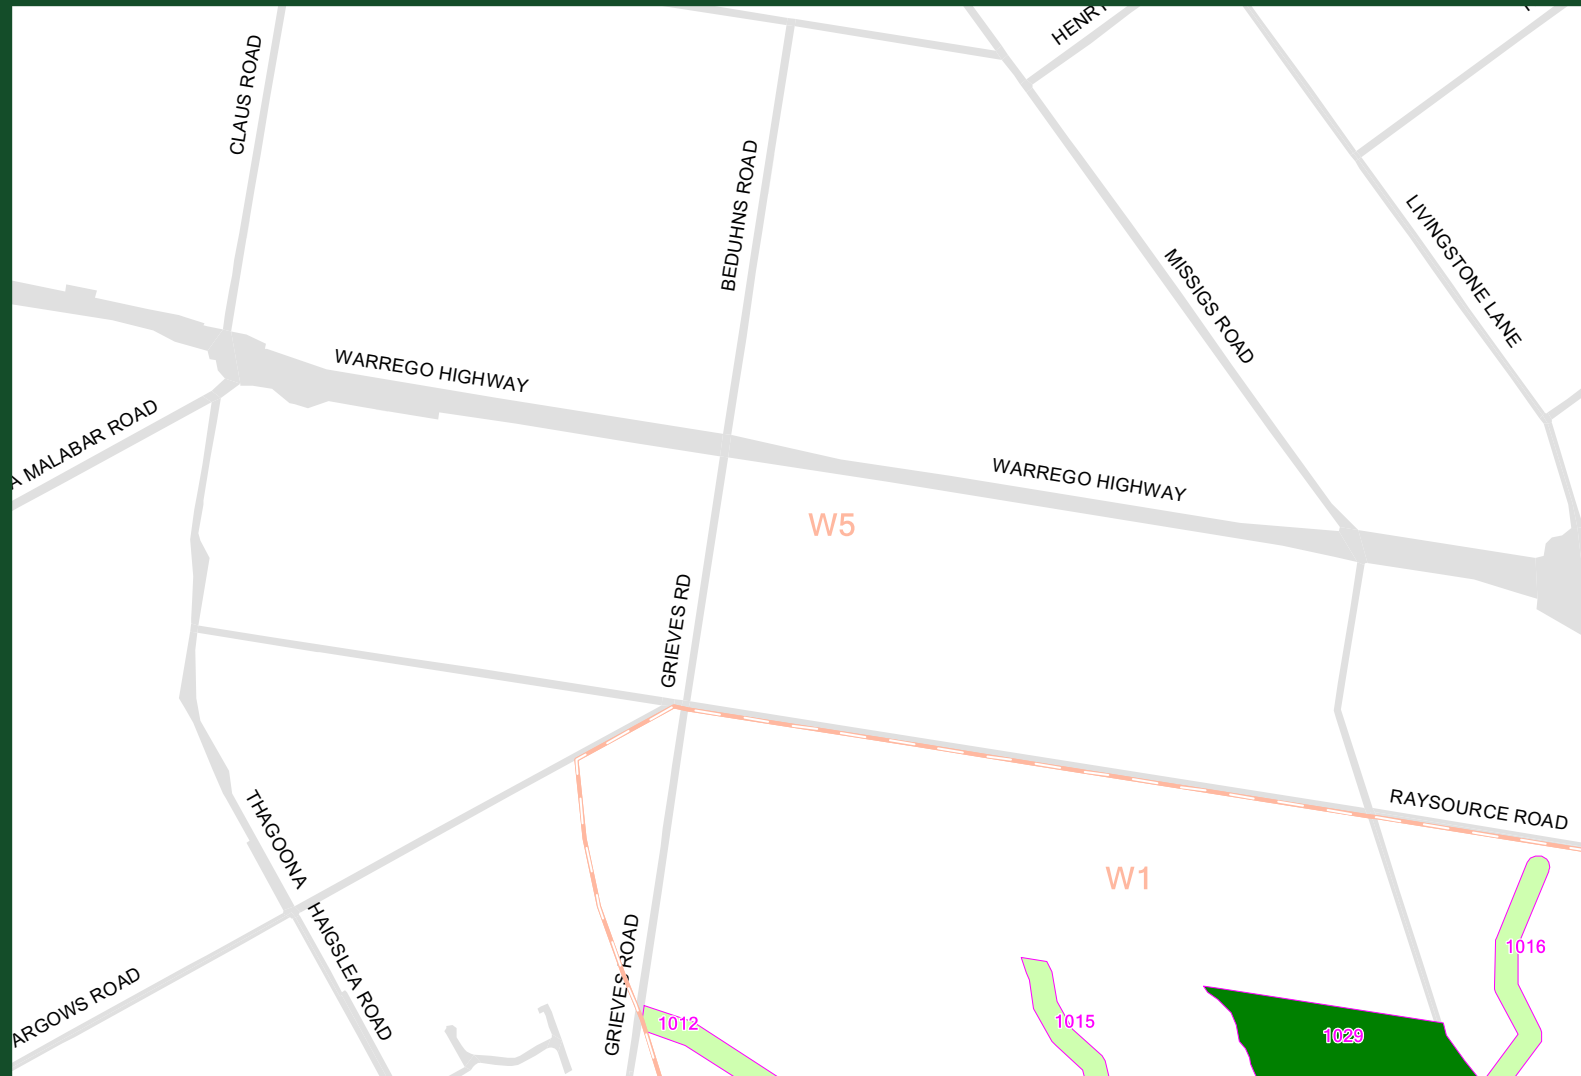 HENRY
CLAUS ROAD
BEDUHNS ROAD
LIVINGSTONE LANE
MISSIGS ROAD
WARREGO HIGHWAY
A MALABAR ROAD
WARREGO HIGHWAY
W5
GRIEVES RD
RAYSOURCE ROAD
THAGOONA HAIGSLEA ROAD
W1
GRIEVES ROAD
1016
ARGOWS ROAD
1012
1015
1029